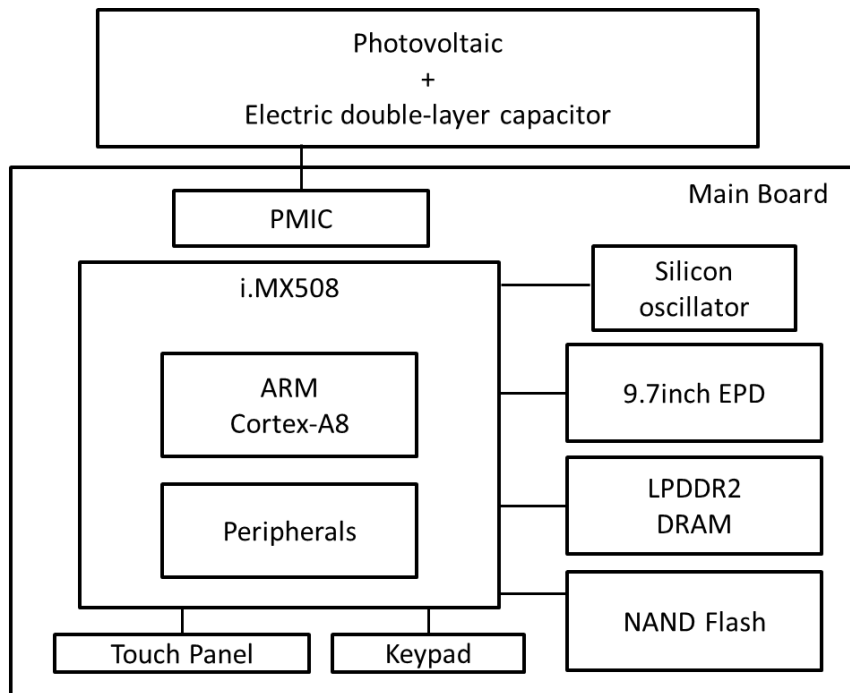 Photovoltaic
+
Electric double-layer capacitor
Main Board
PMIC
i.MX508
Silicon
oscillator
ARM
Cortex-A8
9.7inch EPD
LPDDR2
DRAM
Peripherals
NAND Flash
Touch Panel
Keypad